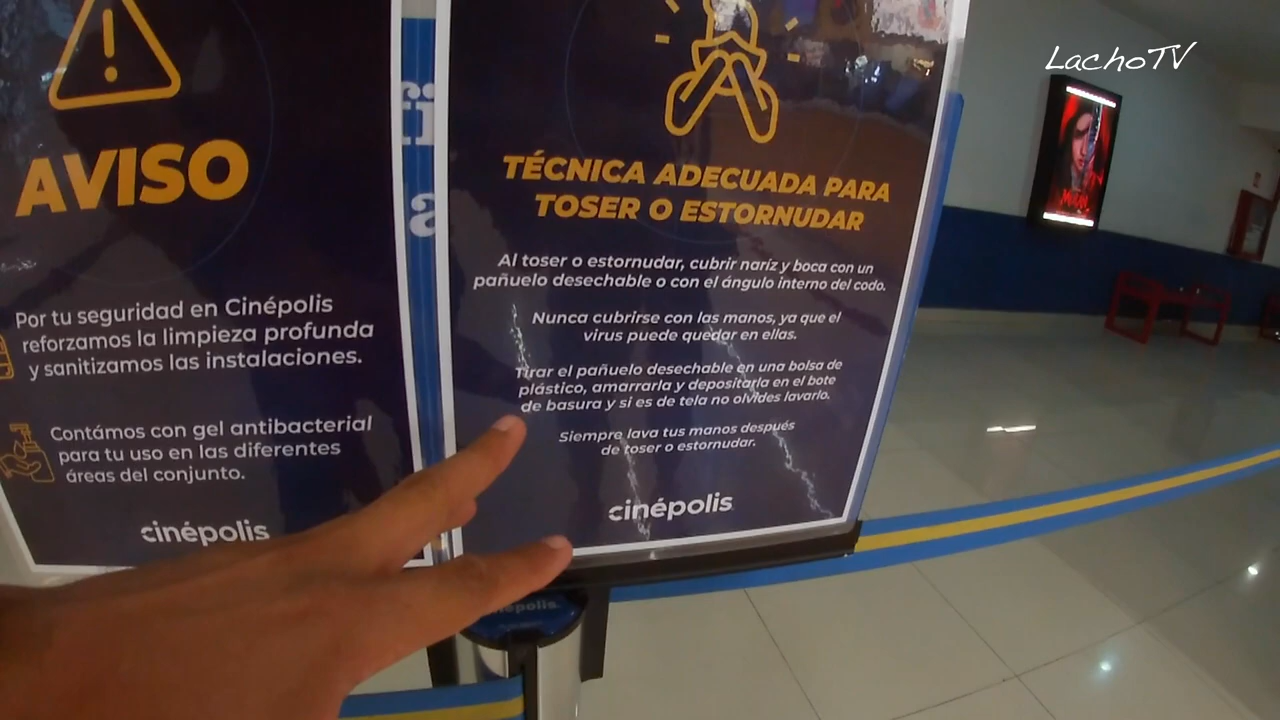 LachoTV
AVISO
Por tu seguridad en Cinépolis
reforzamos la limpieza profunda
y sanitizamos las instalaciones.
Contámos con gel antibacterial
para tu uso en las diferentes
áreas del conjunto.
cinépolis
fi
a
TÉCNICA ADECUADA PARA
TOSER O ESTORNUDAR
Al toser o estornudar, cubrir naríz y boca con un
pañuelo desechable o con el ángulo interno del codo.
Nunca cubrirse con las manos, ya que el
virus puede quedar en ellas.
Tirar el pañuelo desechable en una bolsa de
plástico, amarrarla y depositarla en el bote
de basura y si es de tela no olvides lavarlo.
Siempre lava tus manos después
de toser o estornudar.
cinépolis
MULAN
cinépolis